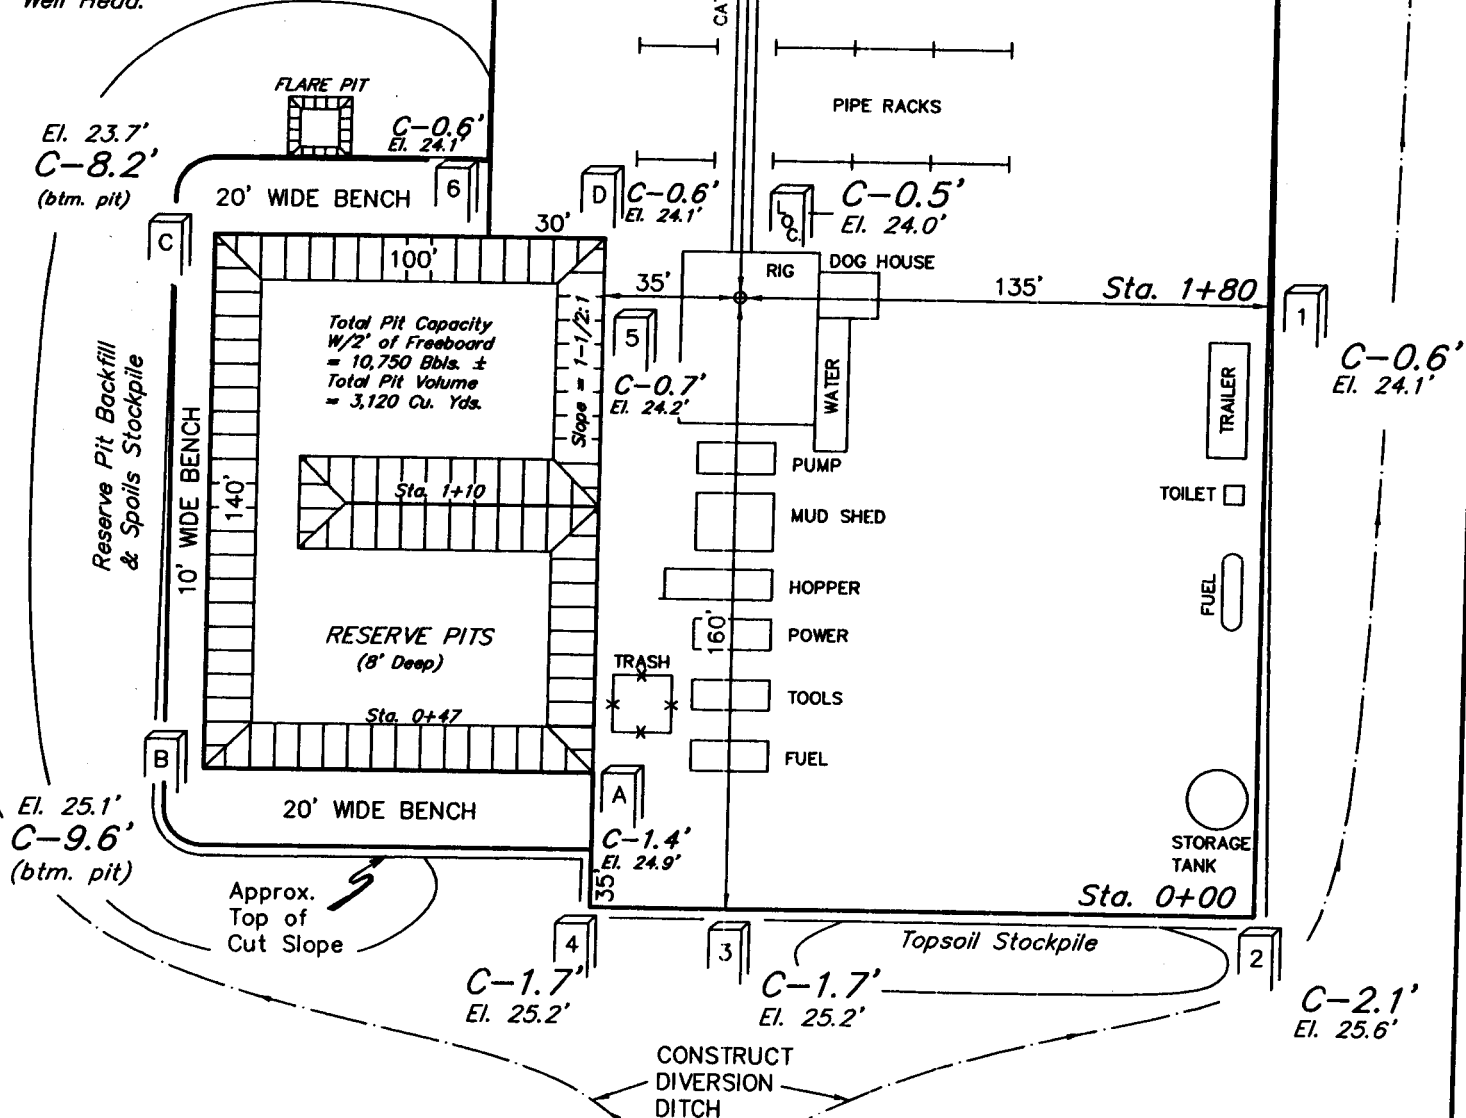 Well Head.
CA
FLARE PIT
El. 23.7'
C-8.2'
(btm. pit)
C-0.6'
El. 24.1'
PIPE RACKS
20' WIDE BENCH
6
D
C-0.6'
El. 24.1'
LOC.
C-0.5'
El. 24.0'
C
30'
100'
35'
RIG
DOG HOUSE
135'
Sta. 1+80
1
C-0.6'
El. 24.1'
Total Pit Capacity
W/2' of Freeboard
= 10,750 Bbls. ±
Total Pit Volume
= 3,120 Cu. Yds.
Slope = 1-1/2:1
5
C-0.7'
El. 24.2'
WATER
TRAILER
Reserve Pit Backfill
& Spoils Stockpile
10' WIDE BENCH
140'
Sta. 1+10
PUMP
TOILET
MUD SHED
HOPPER
FUEL
160'
POWER
RESERVE PITS
(8' Deep)
TRASH
TOOLS
Sta. 0+47
FUEL
B
A
El. 25.1'
C-9.6'
(btm. pit)
20' WIDE BENCH
C-1.4'
El. 24.9'
35'
STORAGE
TANK
Approx.
Top of
Cut Slope
Sta. 0+00
4
3
Topsoil Stockpile
2
C-1.7'
El. 25.2'
C-1.7'
El. 25.2'
C-2.1'
El. 25.6'
CONSTRUCT
DIVERSION
DITCH